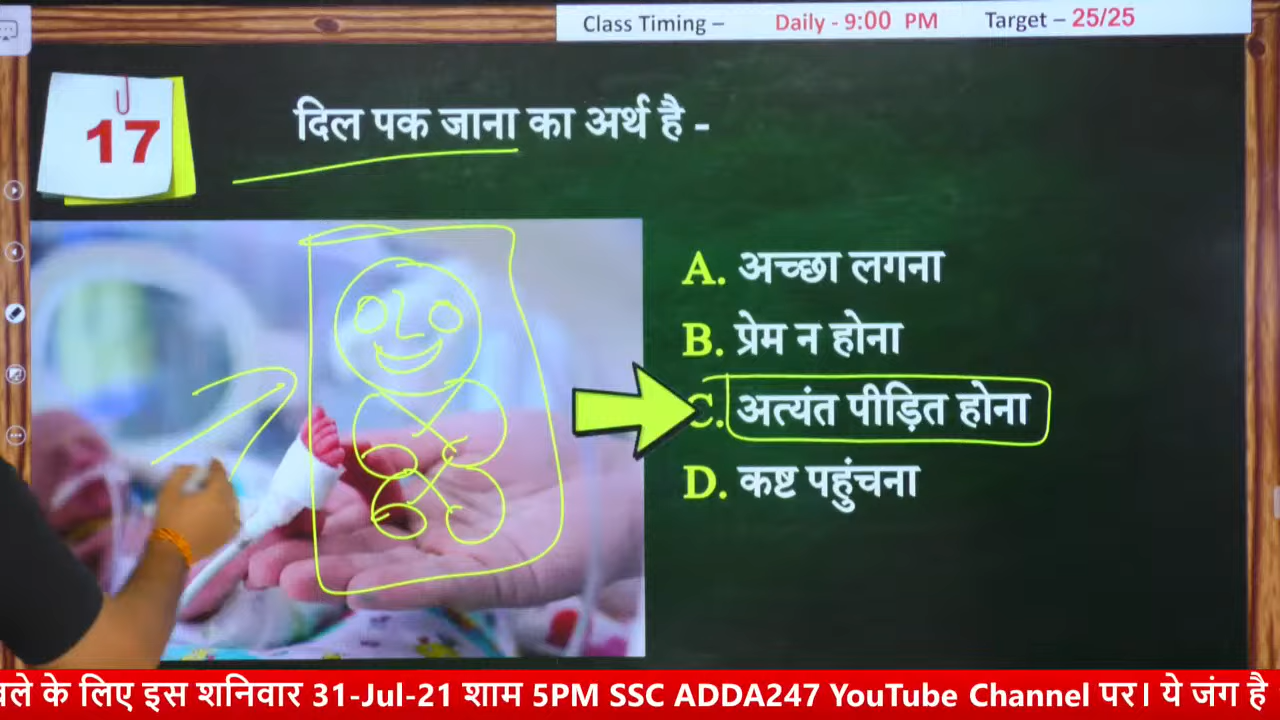 Class Timing – Daily - 9:00 PM Target – 25/25
17
दिल पक जाना का अर्थ है -
A. अच्छा लगना
B. प्रेम न होना
C. अत्यंत पीड़ित होना
D. कष्ट पहुंचना
के लिए इस शनिवार 31-Jul-21 शाम 5PM SSC ADDA247 YouTube Channel पर। ये जंग है